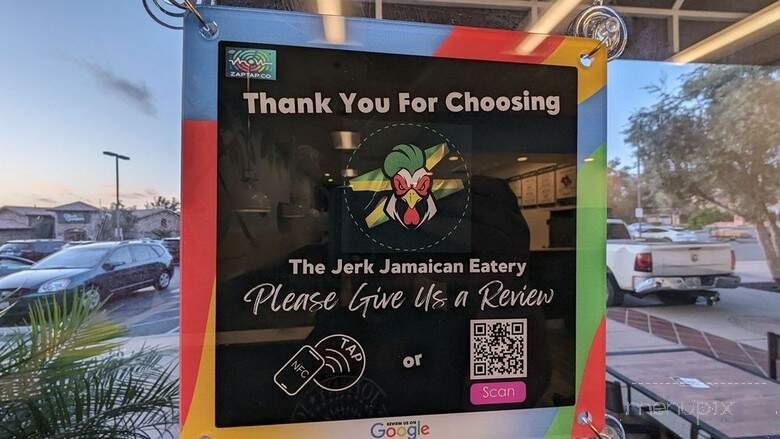 WOW
ZAPTAP.CO
Thank You For Choosing
The Jerk Jamaican Eatery
Please Give Us a Review
NFC
TAP
or
Scan
REVIEW US ON
Google
menupix